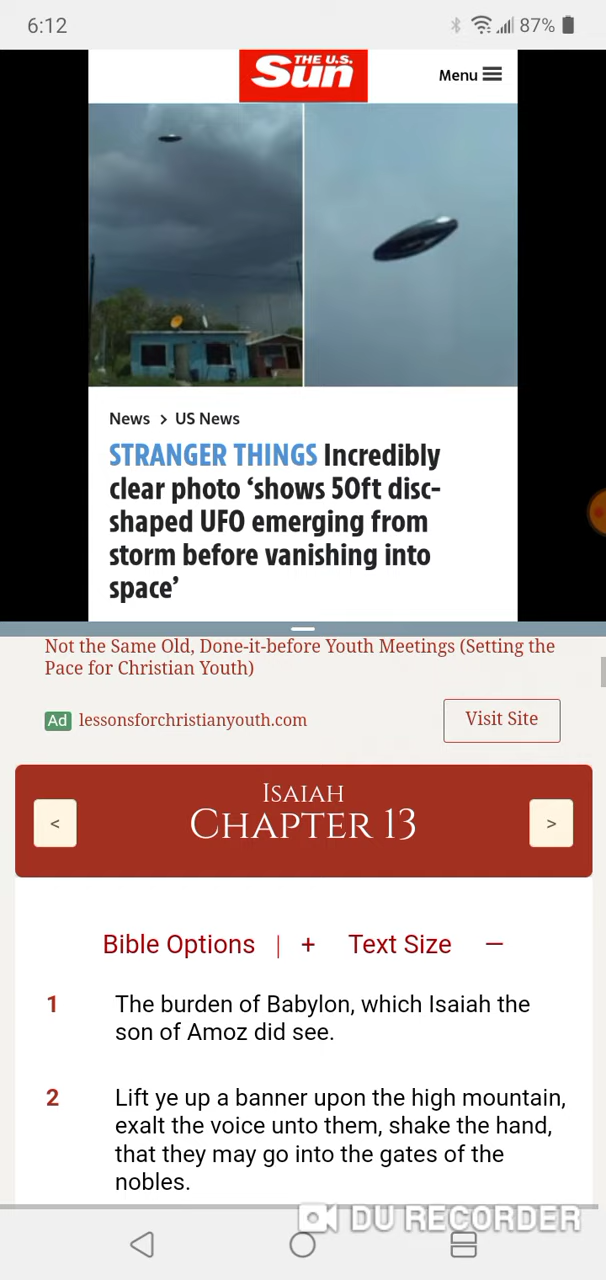 6:12 87%
THE U.S.
Sun
Menu
News > US News
STRANGER THINGS Incredibly
clear photo ‘shows 50ft disc-
shaped UFO emerging from
storm before vanishing into
space’
Not the Same Old, Done-it-before Youth Meetings (Setting the
Pace for Christian Youth)
Ad lessonsforchristianyouth.com Visit Site
ISAIAH
< CHAPTER 13 >
Bible Options | + Text Size –
1 The burden of Babylon, which Isaiah the
son of Amoz did see.
2 Lift ye up a banner upon the high mountain,
exalt the voice unto them, shake the hand,
that they may go into the gates of the
nobles.
DU RECORDER